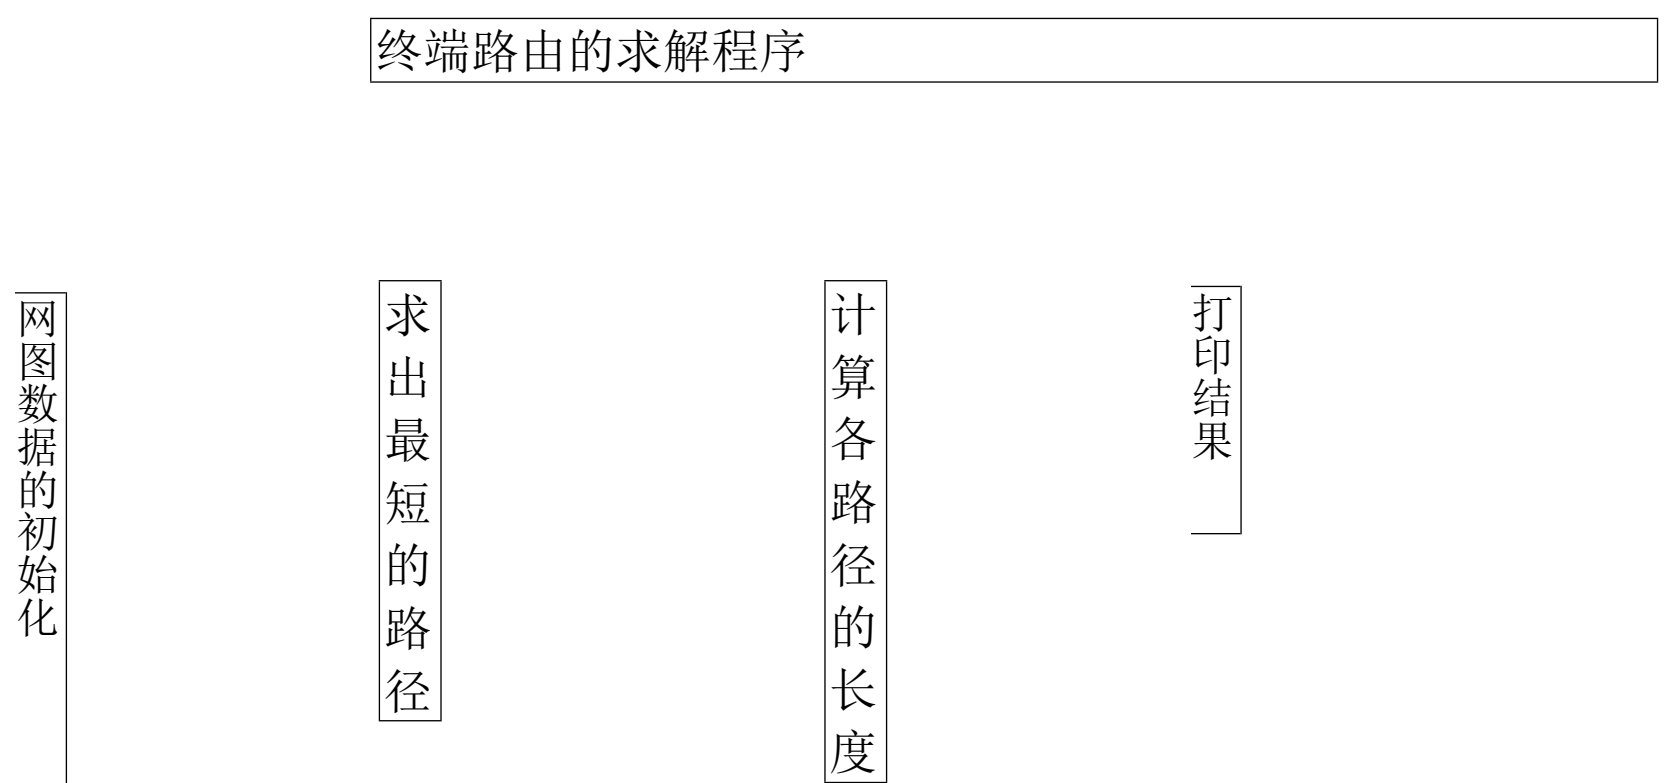 终端路由的求解程序
网图数据的初始化
求出最短的路径
计算各路径的长度
打印结果